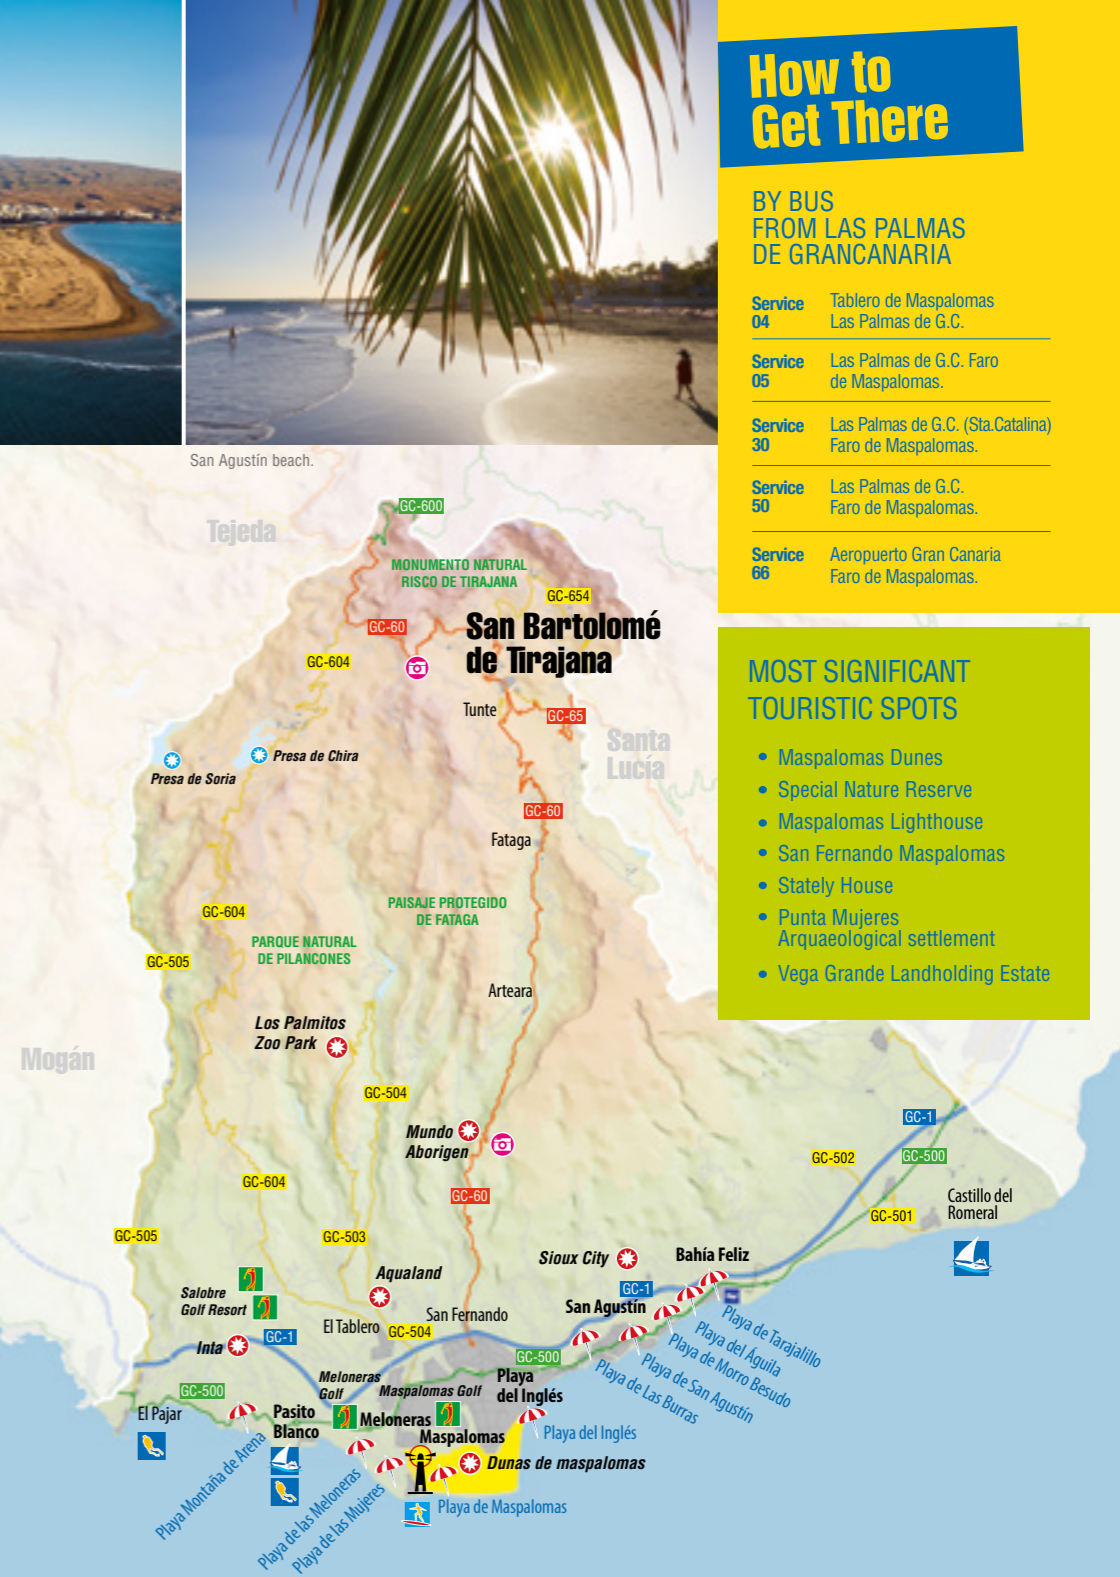 How to
Get There
BY BUS
FROM LAS PALMAS
DE GRANCANARIA
Service
04
Tablero de Maspalomas
Las Palmas de G.C.
Service
05
Las Palmas de G.C. Faro
de Maspalomas.
Service
30
Las Palmas de G.C. (Sta.Catalina)
Faro de Maspalomas.
Service
50
Las Palmas de G.C.
Faro de Maspalomas.
Service
66
Aeropuerto Gran Canaria
Faro de Maspalomas.
MOST SIGNIFICANT
TOURISTIC SPOTS
• Maspalomas Dunes
• Special Nature Reserve
• Maspalomas Lighthouse
• San Fernando Maspalomas
• Stately House
• Punta Mujeres
Arquaeological settlement
• Vega Grande Landholding Estate
San Agustín beach.
GC-600
Tejeda
MONUMENTO NATURAL
RISCO DE TIRAJANA
GC-654
GC-60
San Bartolomé
de Tirajana
GC-604
Tunte
GC-65
Santa
Lucía
Presa de Chira
Presa de Soria
GC-60
Fataga
PAISAJE PROTEGIDO
DE FATAGA
GC-604
PARQUE NATURAL
DE PILANCONES
GC-505
Arteara
Los Palmitos
Zoo Park
Mogán
GC-504
GC-1
Mundo
Aborigen
GC-502
GC-500
GC-604
GC-60
Castillo del
Romeral
GC-501
GC-505
GC-503
Sioux City
Bahía Feliz
Aqualand
Salobre
Golf Resort
GC-1
San Agustín
San Fernando
El Tablero
GC-504
Inta
GC-1
Playa de Tarajalillo
Playa del Águila
Playa de Morro Besudo
Playa de San Agustín
Playa de Las Burras
GC-500
Meloneras
Golf
Maspalomas Golf
Playa
del Inglés
GC-500
El Pajar
Pasito
Blanco
Meloneras
Maspalomas
Playa del Inglés
Dunas de maspalomas
Playa Montaña de Arena
Playa de las Meloneras
Playa de las Mujeres
Playa de Maspalomas